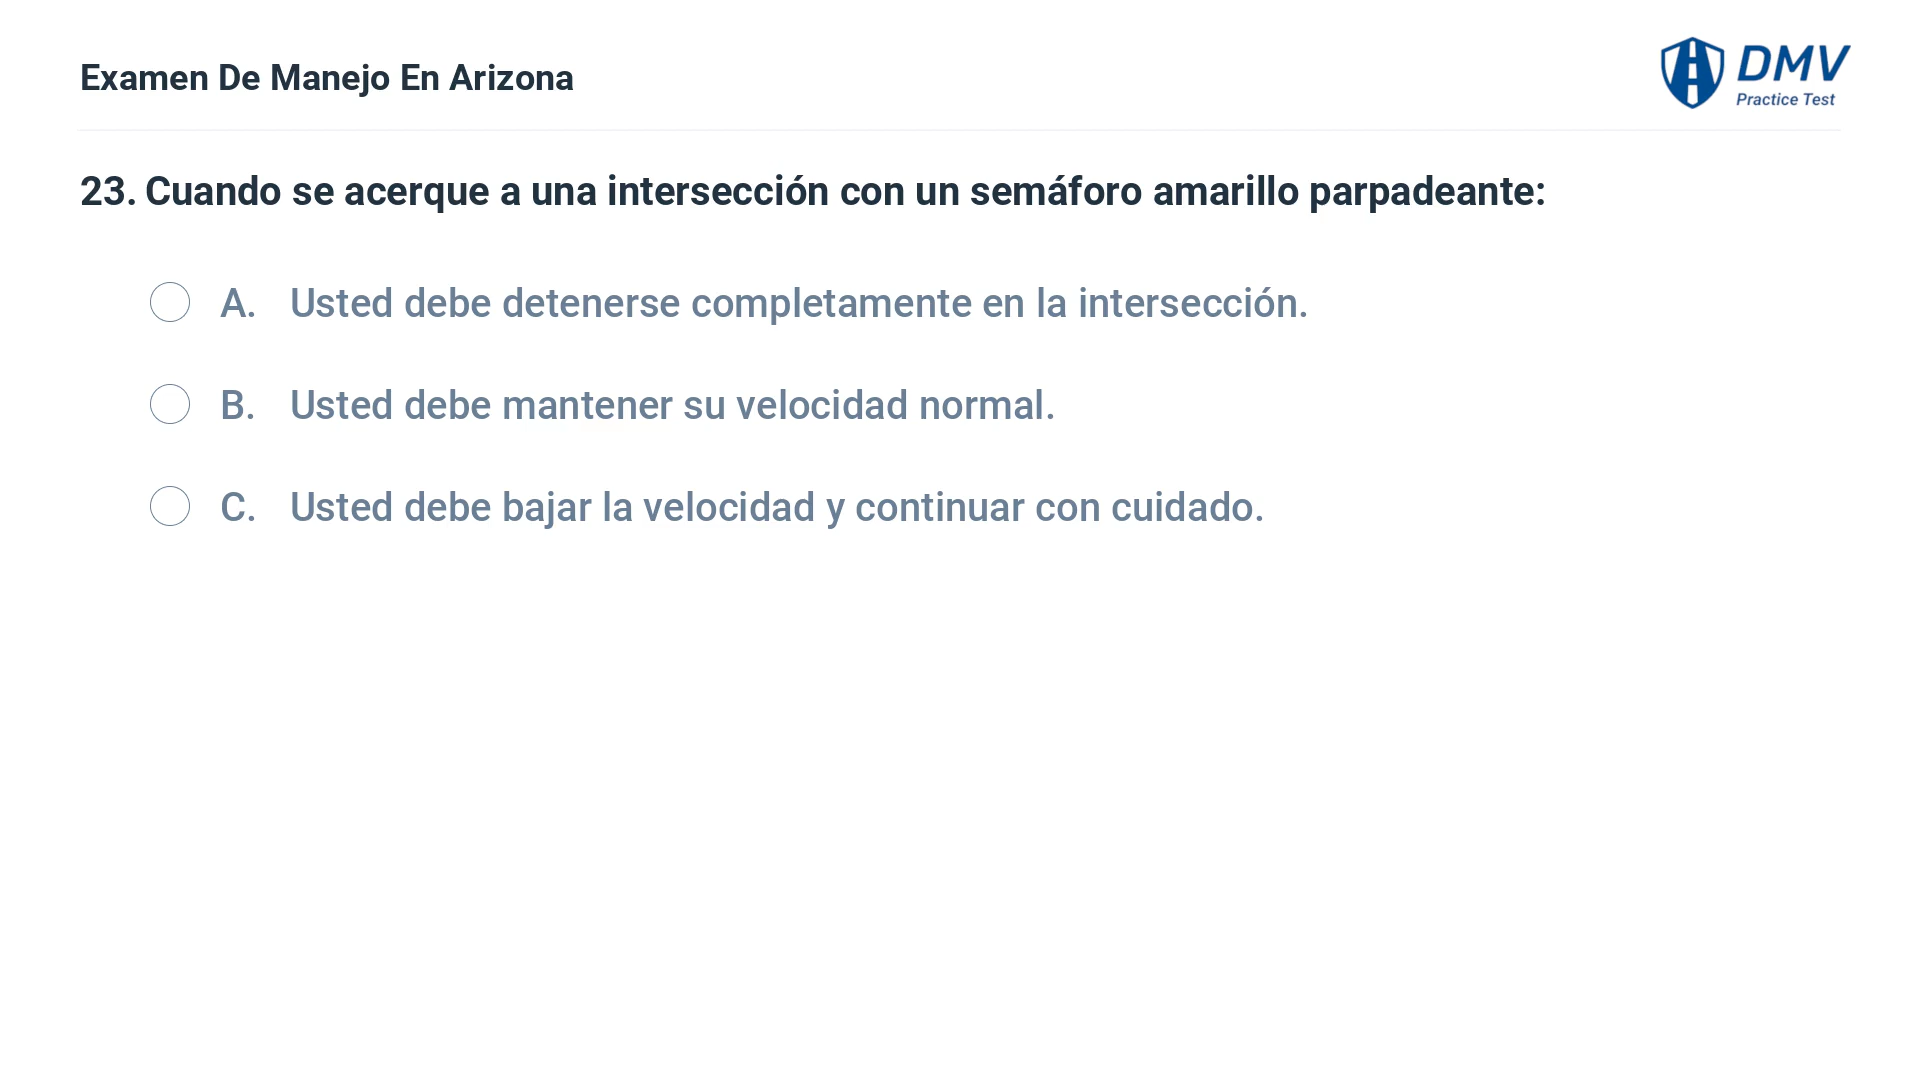 Examen De Manejo En Arizona
DMV
Practice Test
23. Cuando se acerque a una intersección con un semáforo amarillo parpadeante:
A. Usted debe detenerse completamente en la intersección.
B. Usted debe mantener su velocidad normal.
C. Usted debe bajar la velocidad y continuar con cuidado.